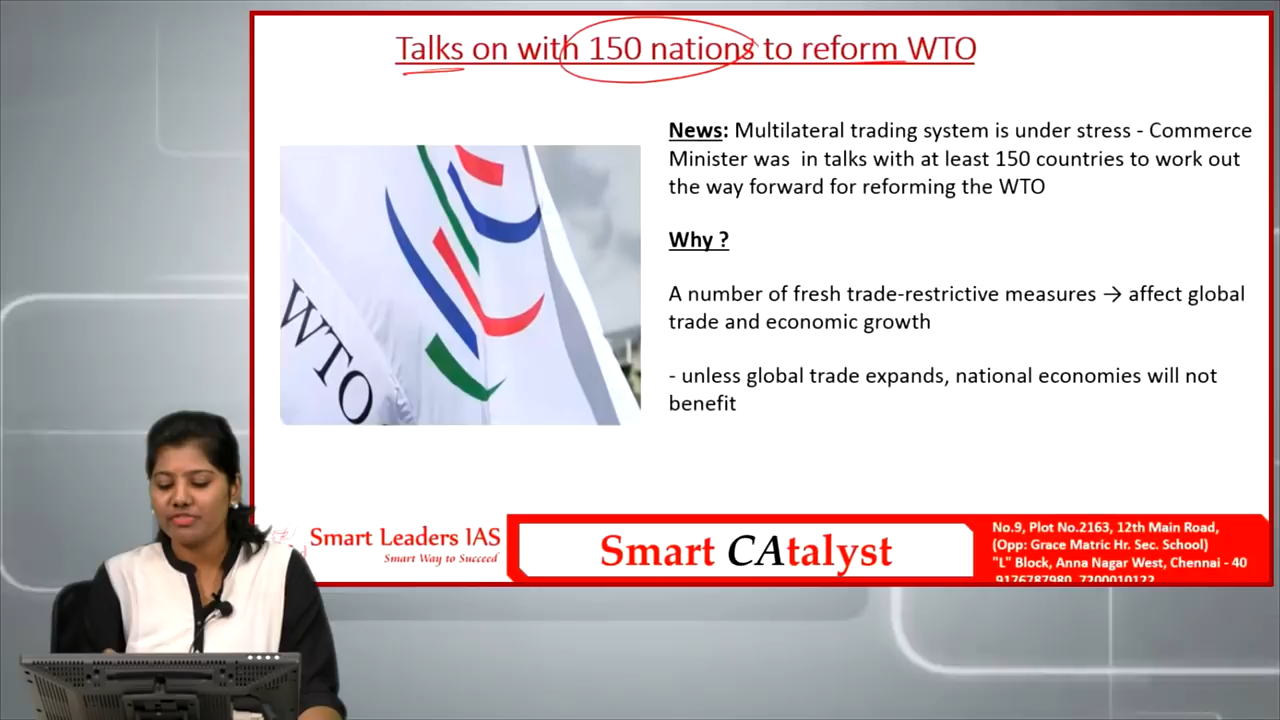 Talks on with 150 nations to reform WTO
News: Multilateral trading system is under stress - Commerce
Minister was in talks with at least 150 countries to work out
the way forward for reforming the WTO
Why ?
A number of fresh trade-restrictive measures → affect global
trade and economic growth
- unless global trade expands, national economies will not
benefit
WTO
Smart Leaders IAS
Smart Way to Succeed
Smart CAtalyst
No.9, Plot No.2163, 12th Main Road,
(Opp: Grace Matric Hr. Sec. School)
"L" Block, Anna Nagar West, Chennai - 40
9176787980, 7200010122